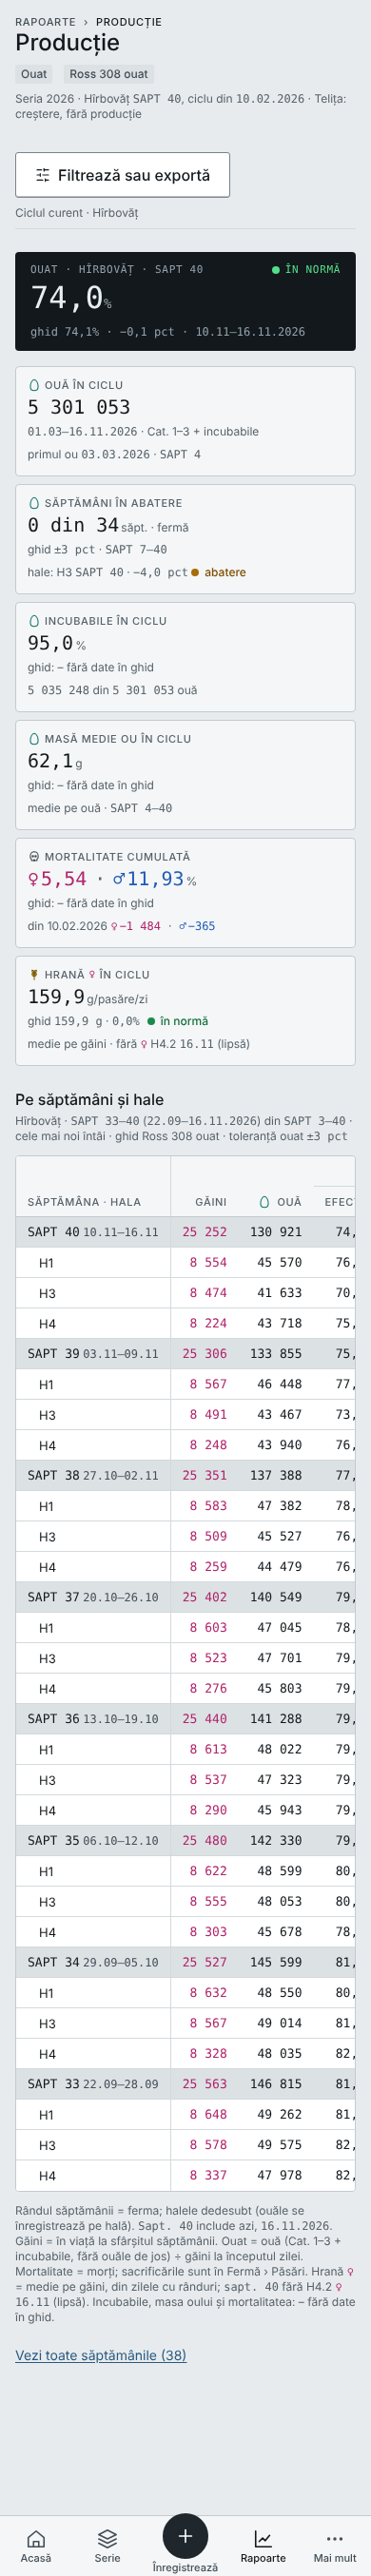 RAPOARTE › PRODUCȚIE
Producție
Ouat Ross 308 ouat
Seria 2026 · Hîrbovăț SAPT 40, ciclu din 10.02.2026 · Telița:
creștere, fără producție
Filtrează sau exportă
Ciclul curent · Hîrbovăț
OUAT · HÎRBOVĂȚ · SAPT 40 ÎN NORMĂ
74,0%
ghid 74,1% · −0,1 pct · 10.11–16.11.2026
OUĂ ÎN CICLU
5 301 053
01.03–16.11.2026 · Cat. 1–3 + incubabile
primul ou 03.03.2026 · SAPT 4
SĂPTĂMÂNI ÎN ABATERE
0 din 34 săpt. · fermă
ghid ±3 pct · SAPT 7–40
hale: H3 SAPT 40 · −4,0 pct abatere
INCUBABILE ÎN CICLU
95,0 %
ghid: – fără date în ghid
5 035 248 din 5 301 053 ouă
MASĂ MEDIE OU ÎN CICLU
62,1 g
ghid: – fără date în ghid
medie pe ouă · SAPT 4–40
MORTALITATE CUMULATĂ
♀5,54 · ♂11,93 %
ghid: – fără date în ghid
din 10.02.2026 ♀−1 484 · ♂−365
HRANĂ ♀ ÎN CICLU
159,9 g/pasăre/zi
ghid 159,9 g · 0,0% în normă
medie pe găini · fără ♀ H4.2 16.11 (lipsă)
Pe săptămâni și hale
Hîrbovăț · SAPT 33–40 (22.09–16.11.2026) din SAPT 3–40 ·
cele mai noi întâi · ghid Ross 308 ouat · toleranță ouat ±3 pct
SĂPTĂMÂNA · HALA GĂINI OUĂ EFECT
SAPT 40 10.11–16.11 25 252 130 921 74,
H1 8 554 45 570 76,
H3 8 474 41 633 70,
H4 8 224 43 718 75,
SAPT 39 03.11–09.11 25 306 133 855 75,
H1 8 567 46 448 77,
H3 8 491 43 467 73,
H4 8 248 43 940 76,
SAPT 38 27.10–02.11 25 351 137 388 77,
H1 8 583 47 382 78,
H3 8 509 45 527 76,
H4 8 259 44 479 76,
SAPT 37 20.10–26.10 25 402 140 549 79,
H1 8 603 47 045 78,
H3 8 523 47 701 79,
H4 8 276 45 803 79,
SAPT 36 13.10–19.10 25 440 141 288 79,
H1 8 613 48 022 79,
H3 8 537 47 323 79,
H4 8 290 45 943 79,
SAPT 35 06.10–12.10 25 480 142 330 79,
H1 8 622 48 599 80,
H3 8 555 48 053 80,
H4 8 303 45 678 78,
SAPT 34 29.09–05.10 25 527 145 599 81,
H1 8 632 48 550 80,
H3 8 567 49 014 81,
H4 8 328 48 035 82,
SAPT 33 22.09–28.09 25 563 146 815 81,
H1 8 648 49 262 81,
H3 8 578 49 575 82,
H4 8 337 47 978 82,
Rândul săptămânii = ferma; halele dedesubt (ouăle se
înregistrează pe hală). Sapt. 40 include azi, 16.11.2026.
Găini = în viață la sfârșitul săptămânii. Ouat = ouă (Cat. 1–3 +
incubabile, fără ouăle de jos) ÷ găini la începutul zilei.
Mortalitate = morți; sacrificările sunt în Fermă › Păsări. Hrană ♀
= medie pe găini, din zilele cu rânduri; sapt. 40 fără H4.2 ♀
16.11 (lipsă). Incubabile, masa oului și mortalitatea: – fără date
în ghid.
Vezi toate săptămânile (38)
Acasă Serie Înregistrează Rapoarte Mai mult